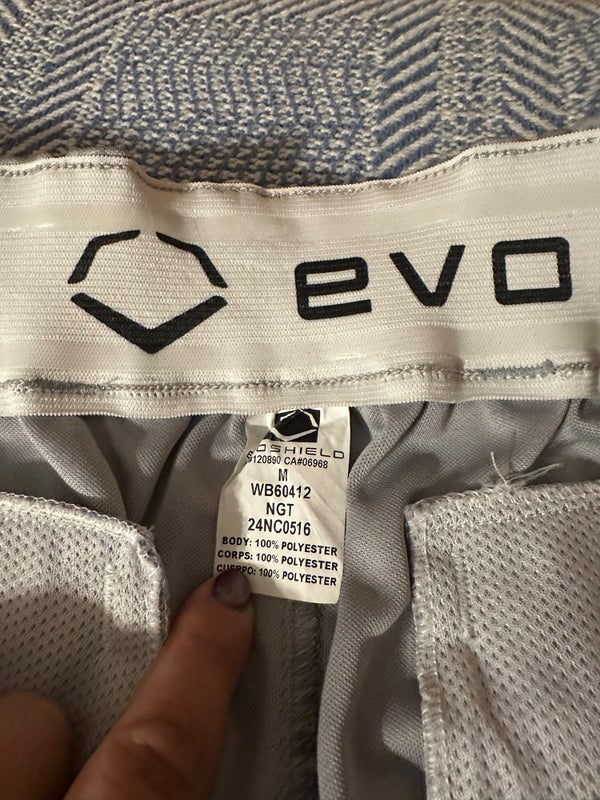 evo
OSHIELD
#120890 CA#06968
M
WB60412
NGT
24NC0516
BODY: 100% POLYESTER
CORPS: 100% POLYESTER
CUERPO: 100% POLYESTER